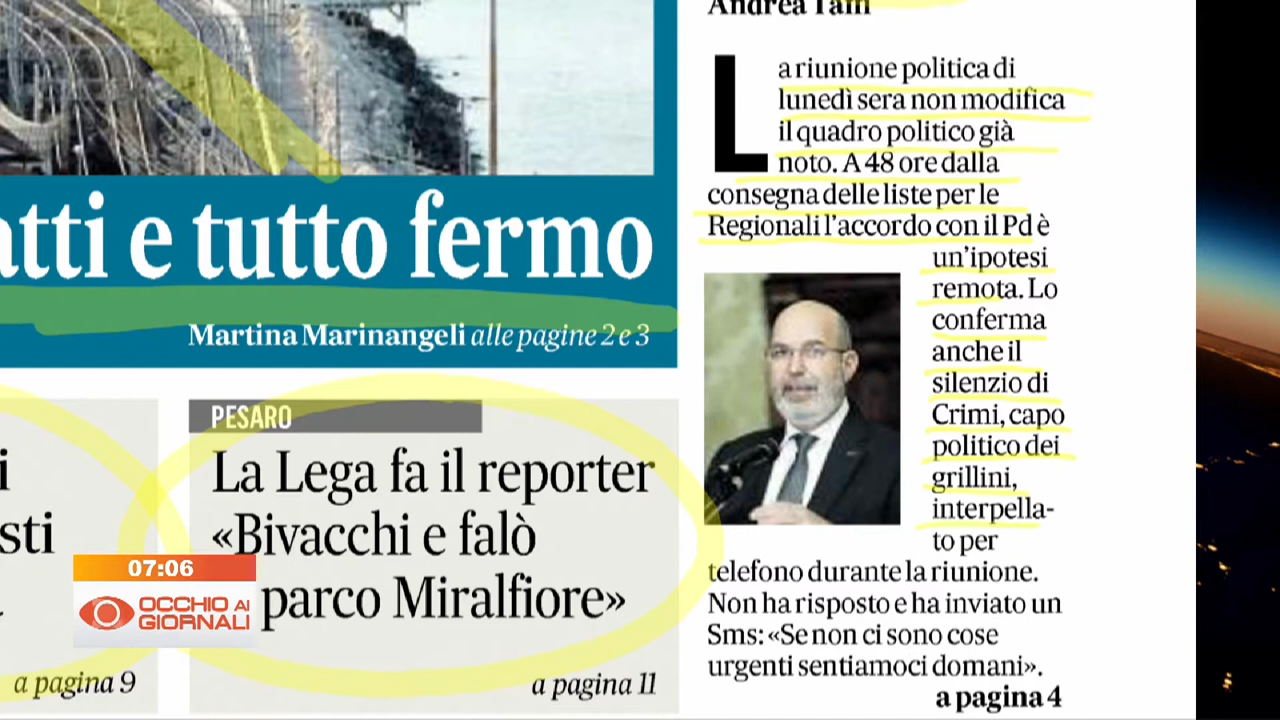 atti e tutto fermo
Martina Marinangeli alle pagine 2 e 3
i
sti
a pagina 9
PESARO
La Lega fa il reporter
«Bivacchi e falò
parco Miralfiore»
a pagina 11
07:06
OCCHIO AI
GIORNALI
Andrea Taffi
La riunione politica di
lunedì sera non modifica
il quadro politico già
noto. A 48 ore dalla
consegna delle liste per le
Regionali l'accordo con il Pd è
un'ipotesi
remota. Lo
conferma
anche il
silenzio di
Crimi, capo
politico dei
grillini,
interpella-
to per
telefono durante la riunione.
Non ha risposto e ha inviato un
Sms: «Se non ci sono cose
urgenti sentiamoci domani».
a pagina 4